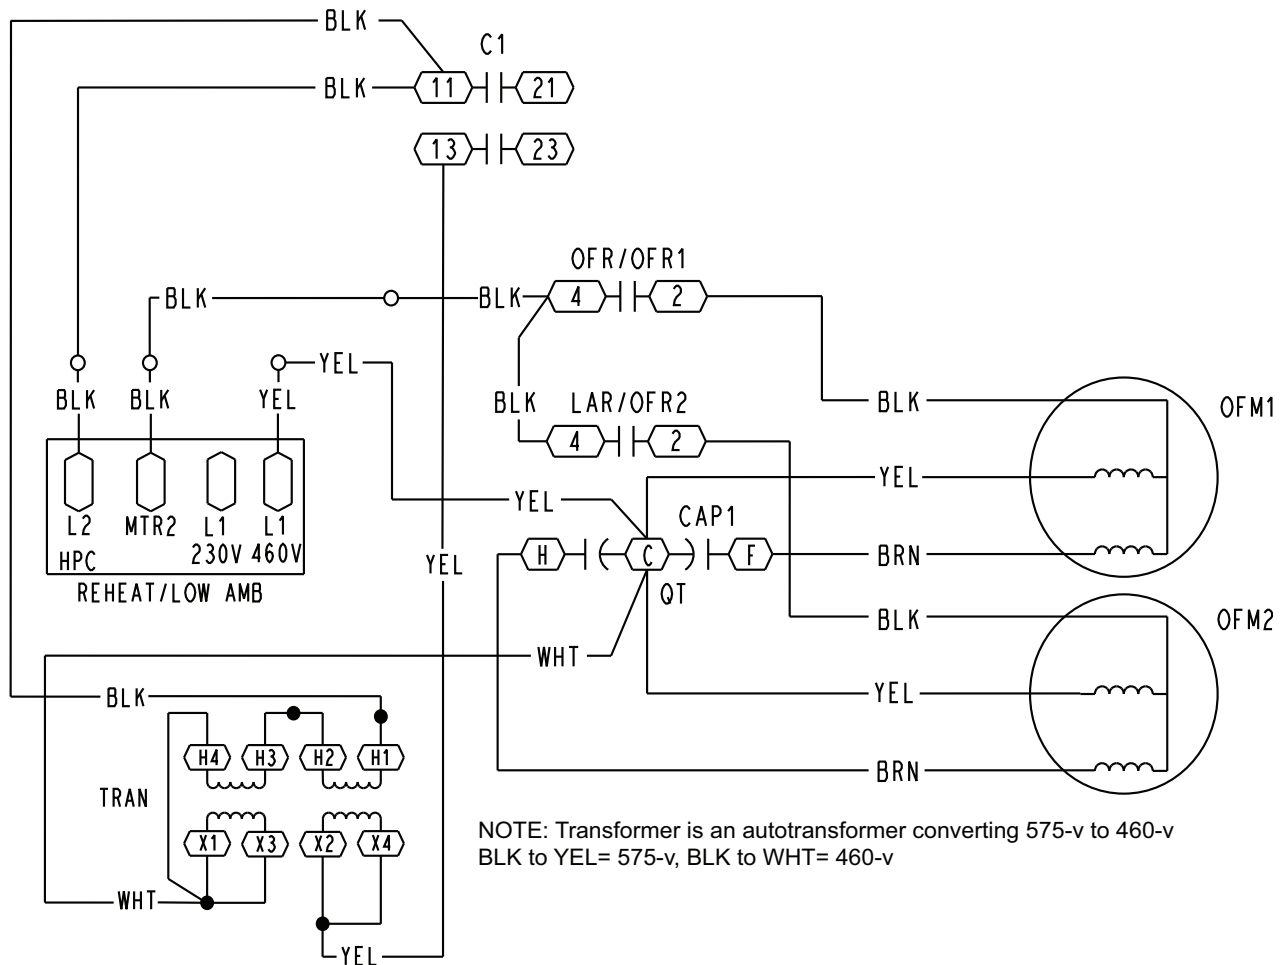 BLK
C1
BLK
11
21
13
23
OFR/OFR1
BLK
BLK
4
2
YEL
BLK
BLK
YEL
BLK
LAR/OFR2
BLK
OFM1
4
2
YEL
YEL
CAP1
L2
MTR2
L1
L1
HPC
230V
460V
H
C
F
BRN
YEL
REHEAT/LOW AMB
QT
BLK
OFM2
WHT
BLK
YEL
H4
H3
H2
H1
BRN
TRAN
X1
X3
X2
X4
NOTE: Transformer is an autotransformer converting 575-v to 460-v
BLK to YEL= 575-v, BLK to WHT= 460-v
WHT
YEL